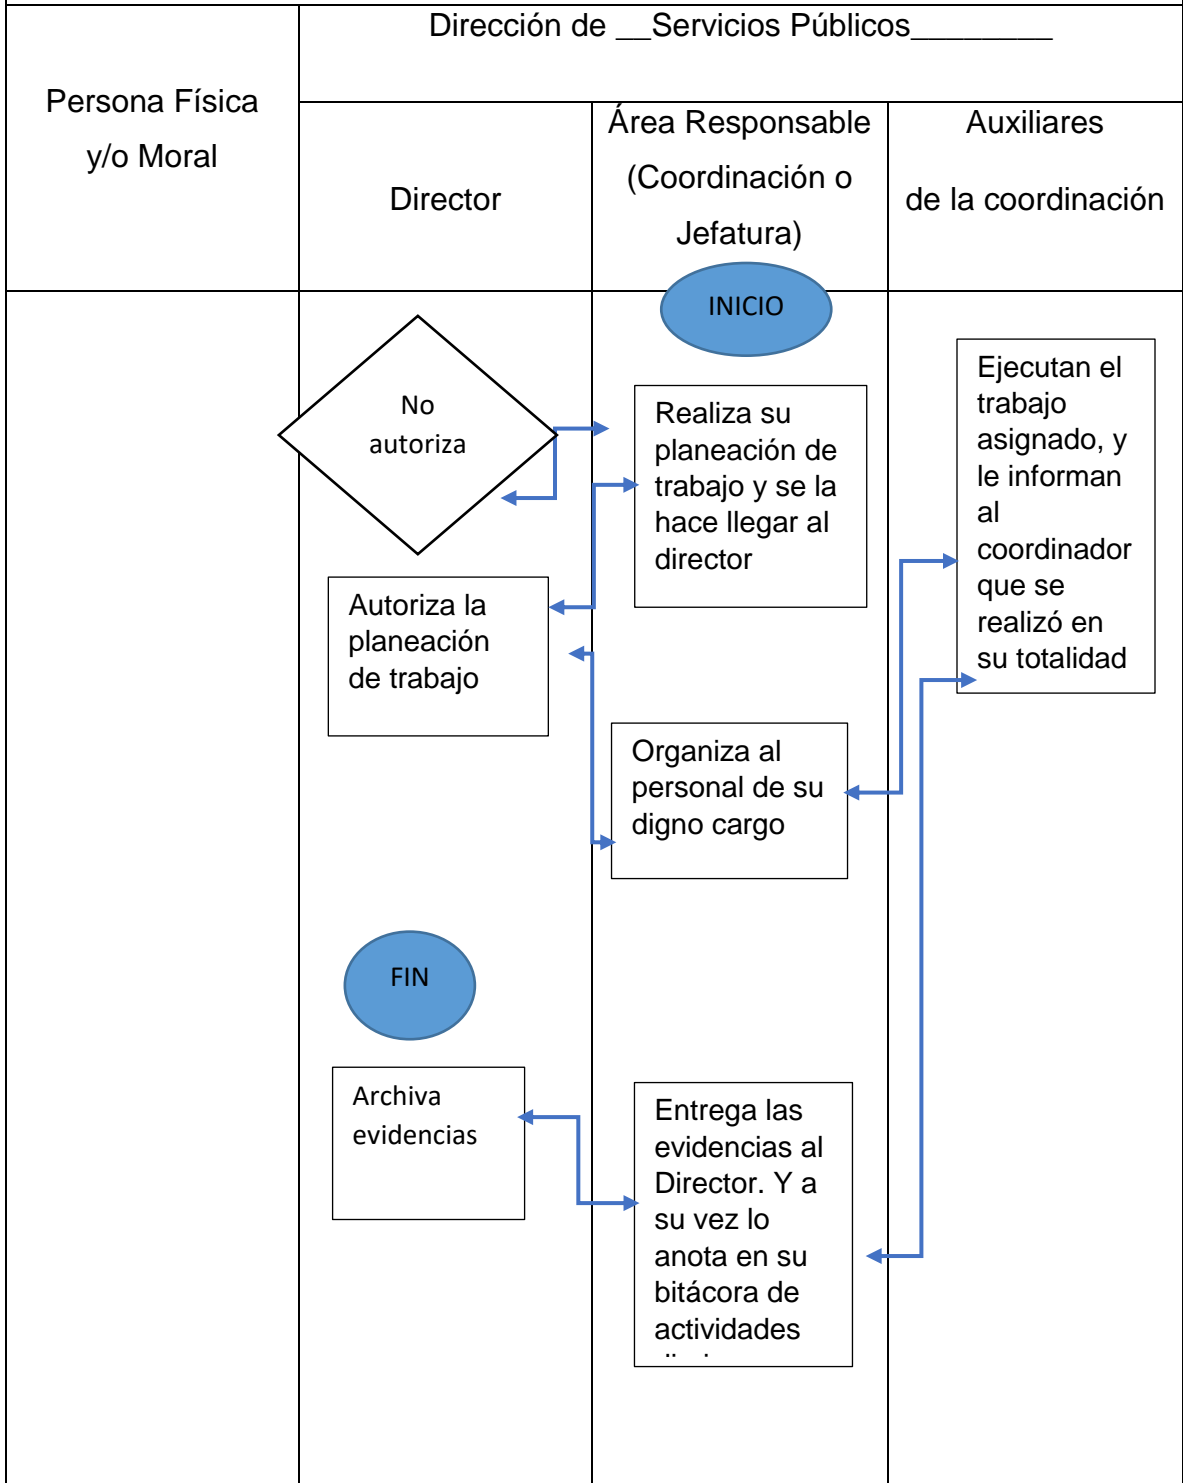 Dirección de __Servicios Públicos________
Persona Física
y/o Moral
Director
Área Responsable
(Coordinación o
Jefatura)
Auxiliares
de la coordinación
INICIO
No
autoriza
Realiza su
planeación de
trabajo y se la
hace llegar al
director
Ejecutan el
trabajo
asignado, y
le informan
al
coordinador
que se
realizó en
su totalidad
Autoriza la
planeación
de trabajo
Organiza al
personal de su
digno cargo
FIN
Archiva
evidencias
Entrega las
evidencias al
Director. Y a
su vez lo
anota en su
bitácora de
actividades